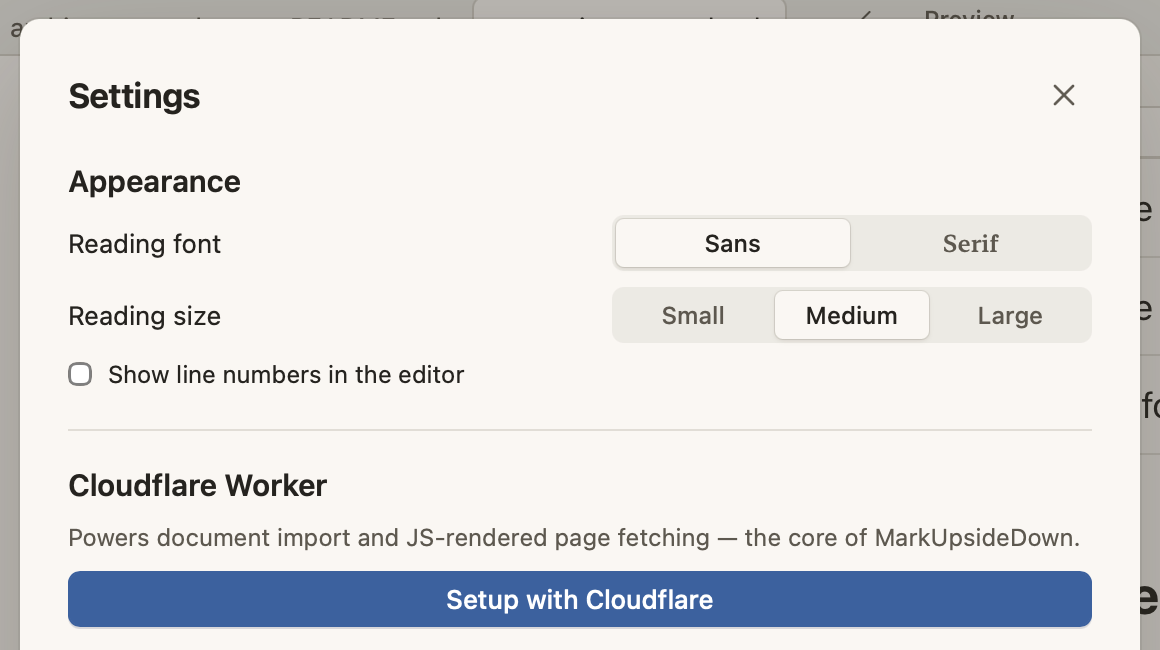 Preview
Settings
Appearance
Reading font
Sans
Serif
Reading size
Small
Medium
Large
Show line numbers in the editor
Cloudflare Worker
Powers document import and JS-rendered page fetching — the core of MarkUpsideDown.
Setup with Cloudflare